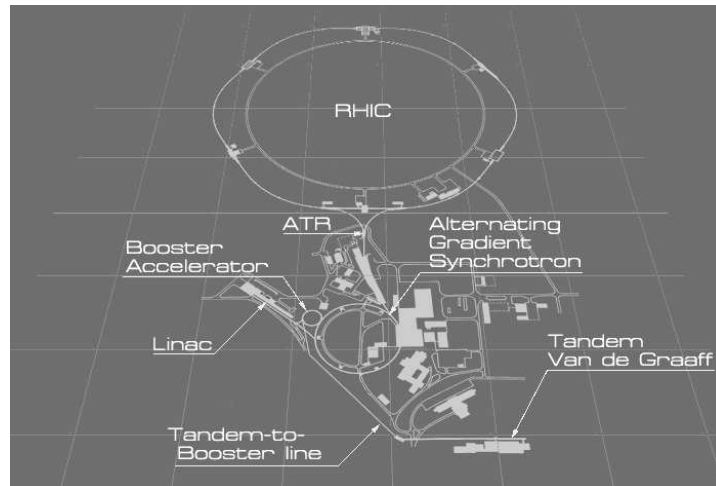 RHIC
ATR
Alternating
Gradient
Synchrotron
Booster
Accelerator
Linac
Tandem
Van de Graaff
Tandem-to-
Booster line